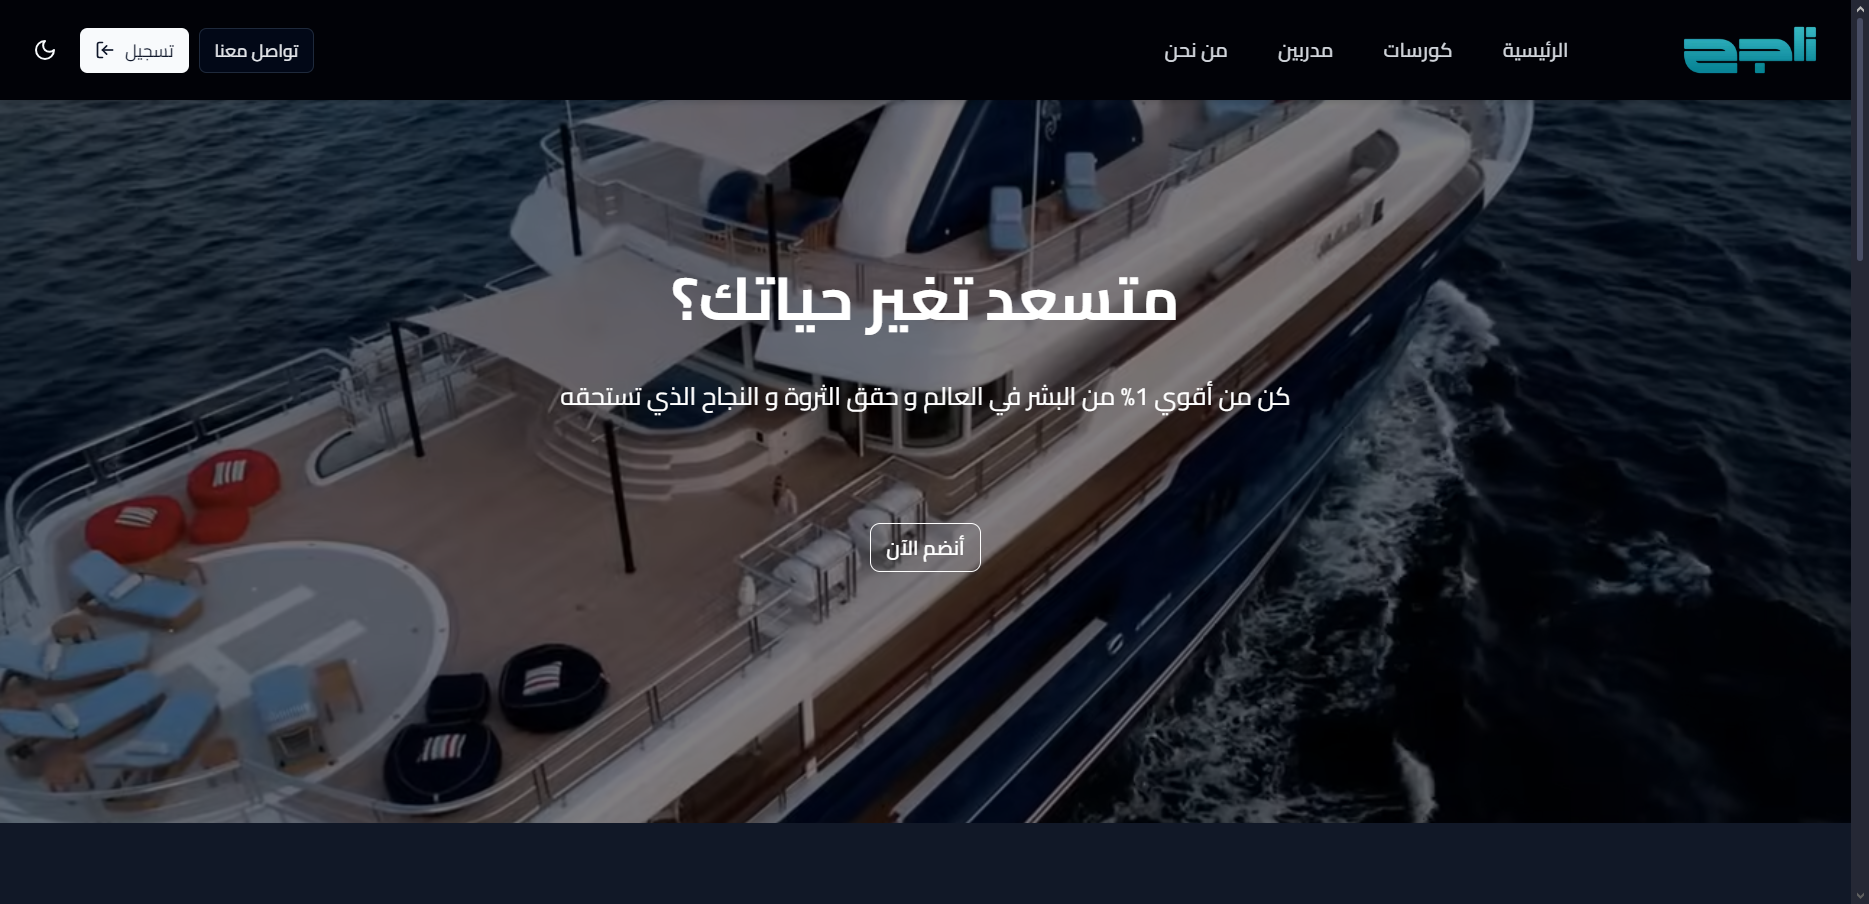 ناجح
الرئيسية
كورسات
مدربين
من نحن
تواصل معنا
تسجيل
متسعد تغير حياتك؟
كن من أقوي 1% من البشر في العالم و حقق الثروة و النجاح الذي تستحقه
أنضم الآن